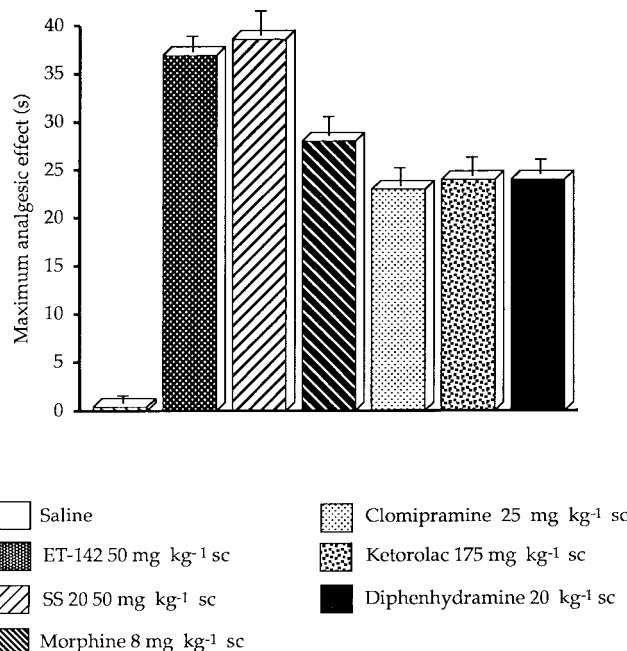 40
35
30
25
20
15
10
5
0
Maximum analgesic effect (s)
Saline
ET-142 50 mg kg-1 sc
SS 20 50 mg kg-1 sc
Morphine 8 mg kg-1 sc
Clomipramine 25 mg kg-1 sc
Ketorolac 175 mg kg-1 sc
Diphenhydramine 20 kg-1 sc